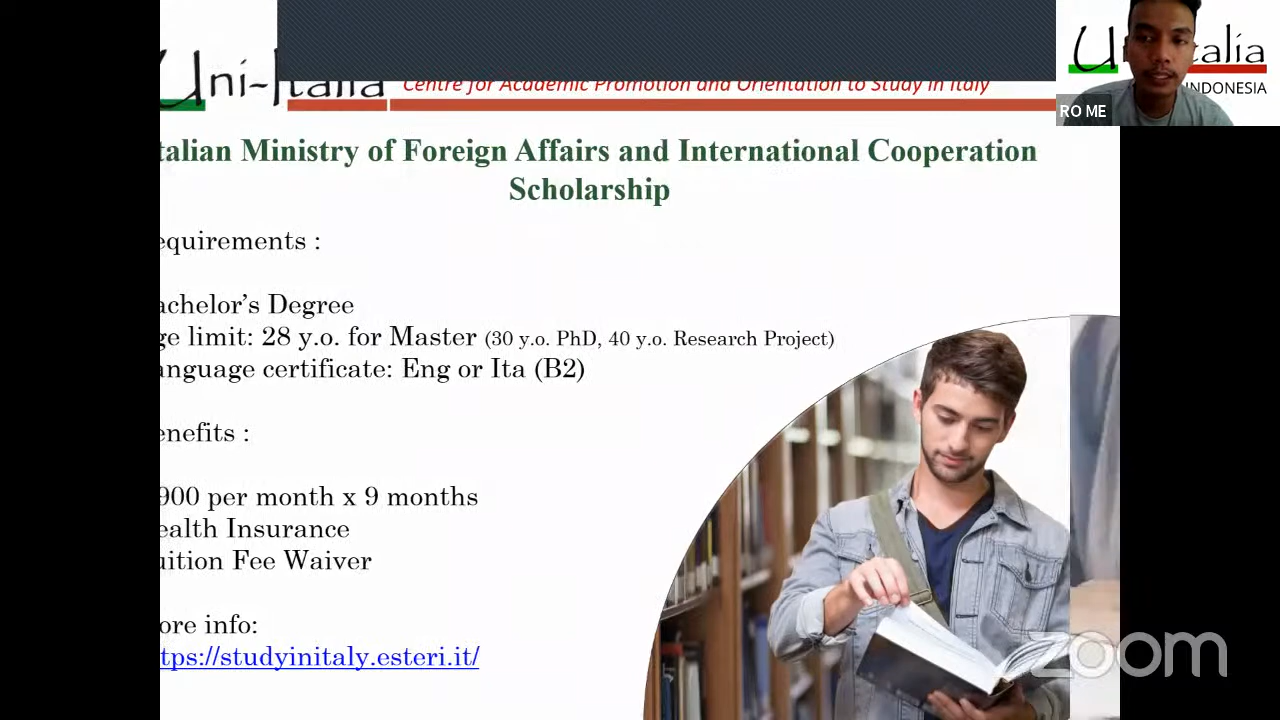 Uni-Italia
Centre for Academic Promotion and Orientation to Study in Italy
talian Ministry of Foreign Affairs and International Cooperation
Scholarship
equirements :
achelor's Degree
ge limit: 28 y.o. for Master (30 y.o. PhD, 40 y.o. Research Project)
anguage certificate: Eng or Ita (B2)
enefits :
900 per month x 9 months
ealth Insurance
uition Fee Waiver
ore info:
tps://studyinitaly.esteri.it/
U talia
INDONESIA
RO ME
zoom